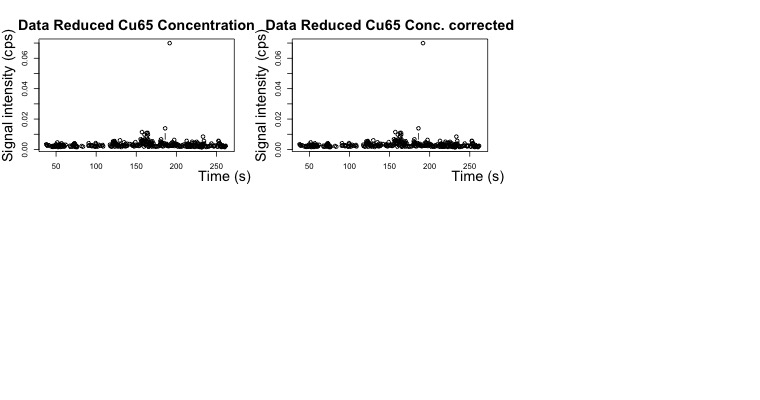 Data Reduced Cu65 Concentration
Signal intensity (cps)
0.00 0.02 0.04 0.06
50 100 150 200 250
Time (s)
Data Reduced Cu65 Conc. corrected
Signal intensity (cps)
0.00 0.02 0.04 0.06
50 100 150 200 250
Time (s)